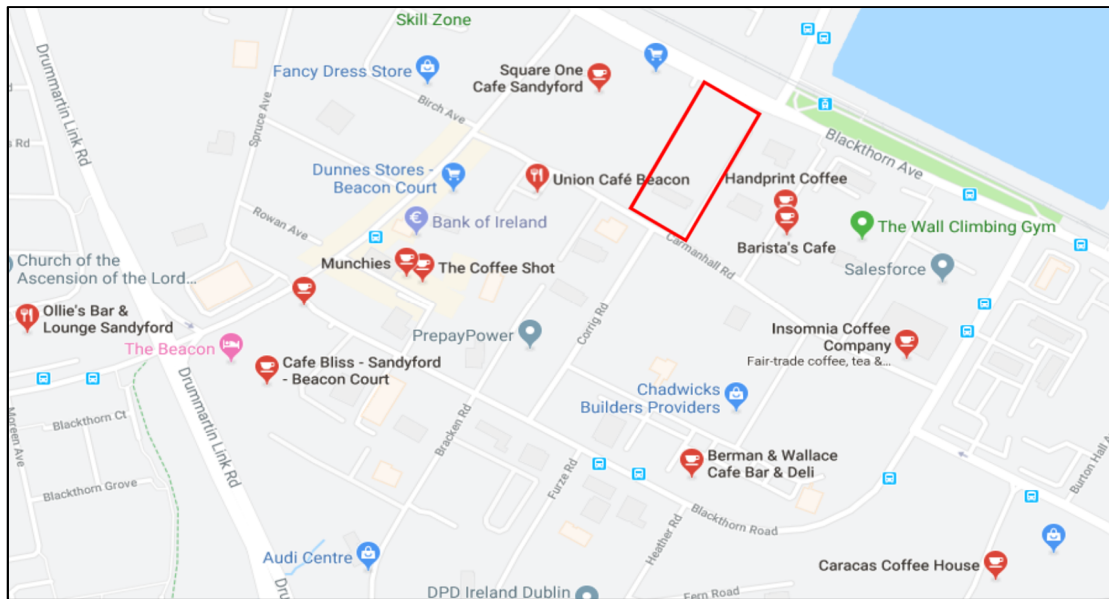 Skill Zone
Drummartin Link Rd
Fancy Dress Store
Square One
Cafe Sandyford
Birch Ave
Spruce Ave
Blackthorn Ave
Dunnes Stores -
Beacon Court
Union Café Beacon
Handprint Coffee
Rowan Ave
Bank of Ireland
The Wall Climbing Gym
Barista's Cafe
Carmanhall Rd
Church of the
Ascension of the Lord...
Munchies
The Coffee Shot
Salesforce
Ollie's Bar &
Lounge Sandyford
Corrig Rd
PrepayPower
Insomnia Coffee
Company
Fair-trade coffee, tea &...
The Beacon
Cafe Bliss - Sandyford
- Beacon Court
Chadwicks
Builders Providers
Blackthorn Ct
Moreen Ave
Drummartin Link Rd
Bracken Rd
Berman & Wallace
Cafe Bar & Deli
Burton Hall A
Blackthorn Grove
Furze Rd
Blackthorn Road
Heather Rd
Audi Centre
Caracas Coffee House
Drum
DPD Ireland Dublin
Fern Road